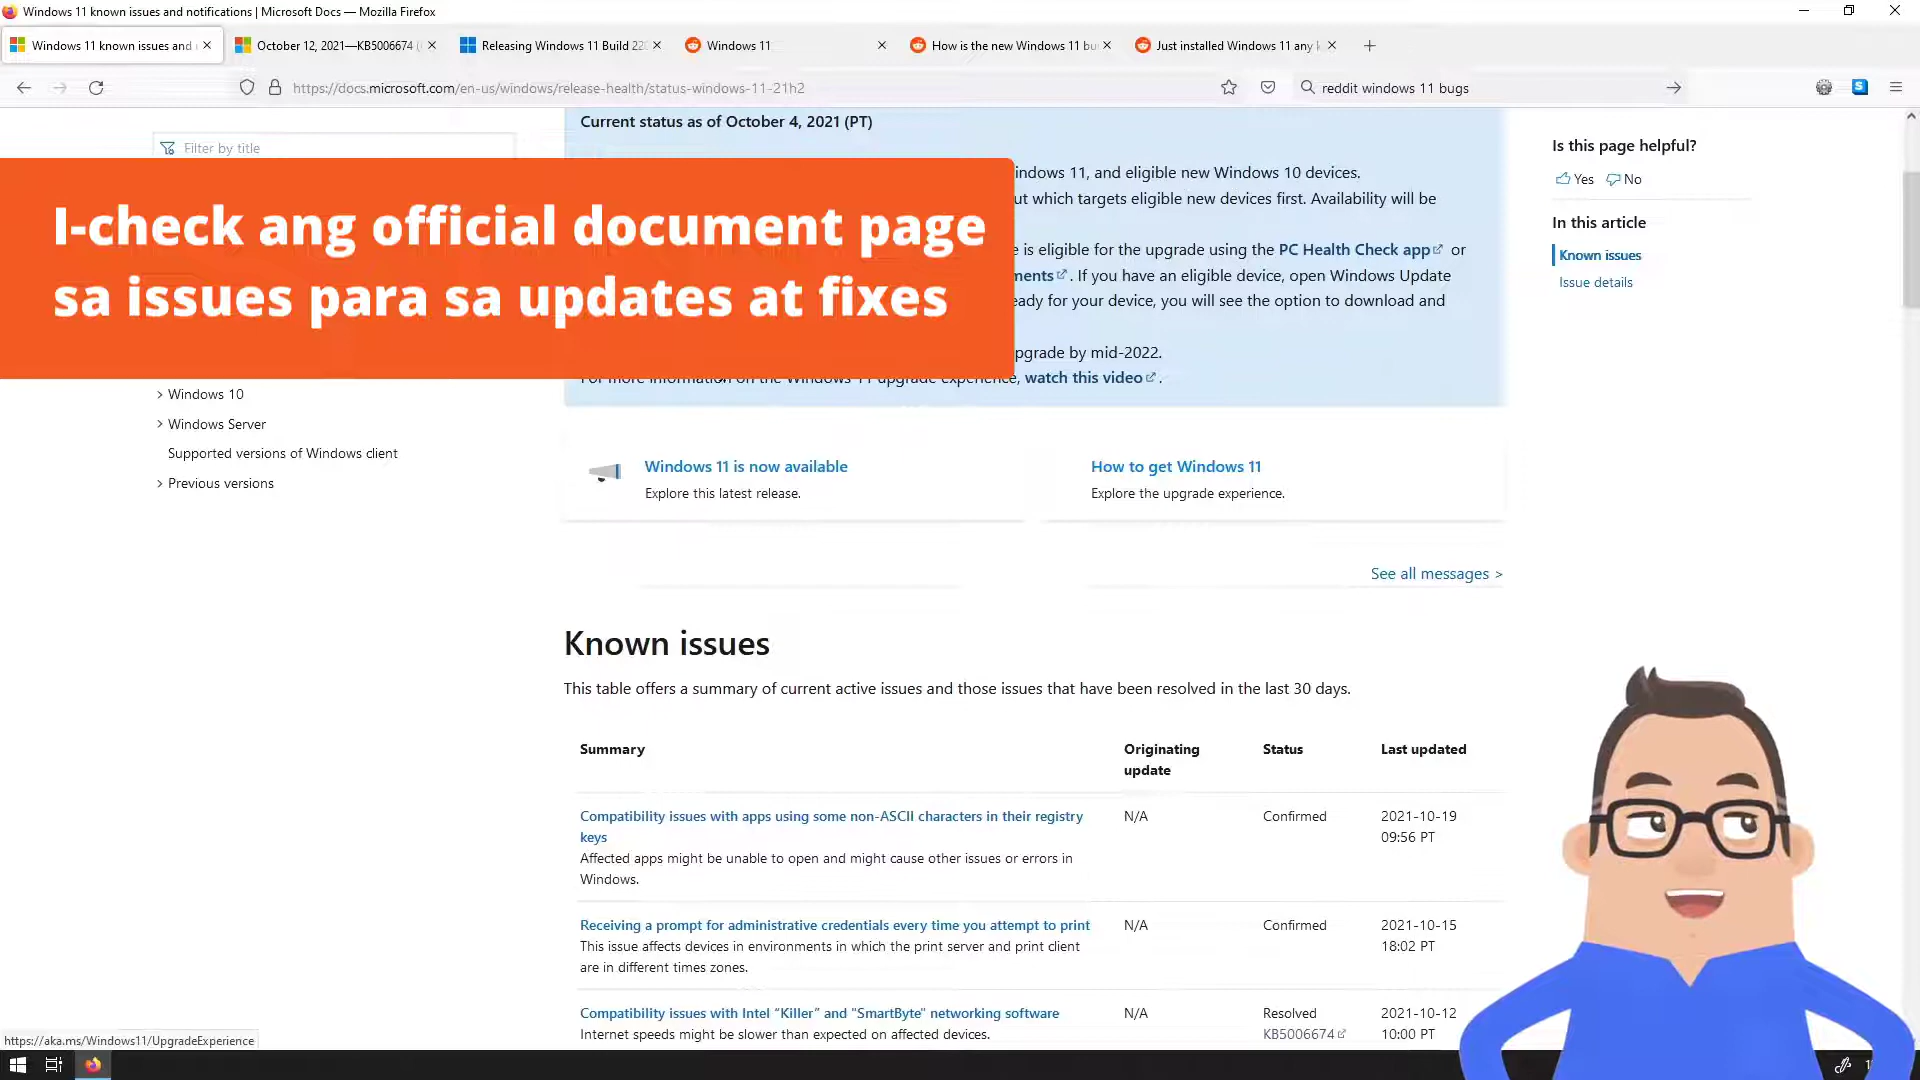 Windows 11 known issues and notifications | Microsoft Docs — Mozilla Firefox
Windows 11 known issues and
October 12, 2021—KB5006674
Releasing Windows 11 Build
Windows 11
How is the new Windows 11
Just installed Windows 11 any
https://docs.microsoft.com/en-us/windows/release-health/status-windows-11-21h2
reddit windows 11 bugs
Filter by title
I-check ang official document page
sa issues para sa updates at fixes
Windows 10
Windows Server
Supported versions of Windows client
Previous versions
Current status as of October 4, 2021 (PT)
indows 11, and eligible new Windows 10 devices.
ut which targets eligible new devices first. Availability will be
e is eligible for the upgrade using the PC Health Check app or
ments. If you have an eligible device, open Windows Update
eady for your device, you will see the option to download and
pgrade by mid-2022.
For more information on the Windows 11 upgrade experience, watch this video.
Windows 11 is now available
Explore this latest release.
How to get Windows 11
Explore the upgrade experience.
See all messages >
Known issues
This table offers a summary of current active issues and those issues that have been resolved in the last 30 days.
Summary
Originating
update
Status
Last updated
Compatibility issues with apps using some non-ASCII characters in their registry
keys
Affected apps might be unable to open and might cause other issues or errors in
Windows.
N/A
Confirmed
2021-10-19
09:56 PT
Receiving a prompt for administrative credentials every time you attempt to print
This issue affects devices in environments in which the print server and print client
are in different times zones.
N/A
Confirmed
2021-10-15
18:02 PT
Compatibility issues with Intel “Killer” and "SmartByte" networking software
Internet speeds might be slower than expected on affected devices.
N/A
Resolved
KB5006674
2021-10-12
10:00 PT
Is this page helpful?
Yes
No
In this article
Known issues
Issue details
https://aka.ms/Windows11/UpgradeExperience